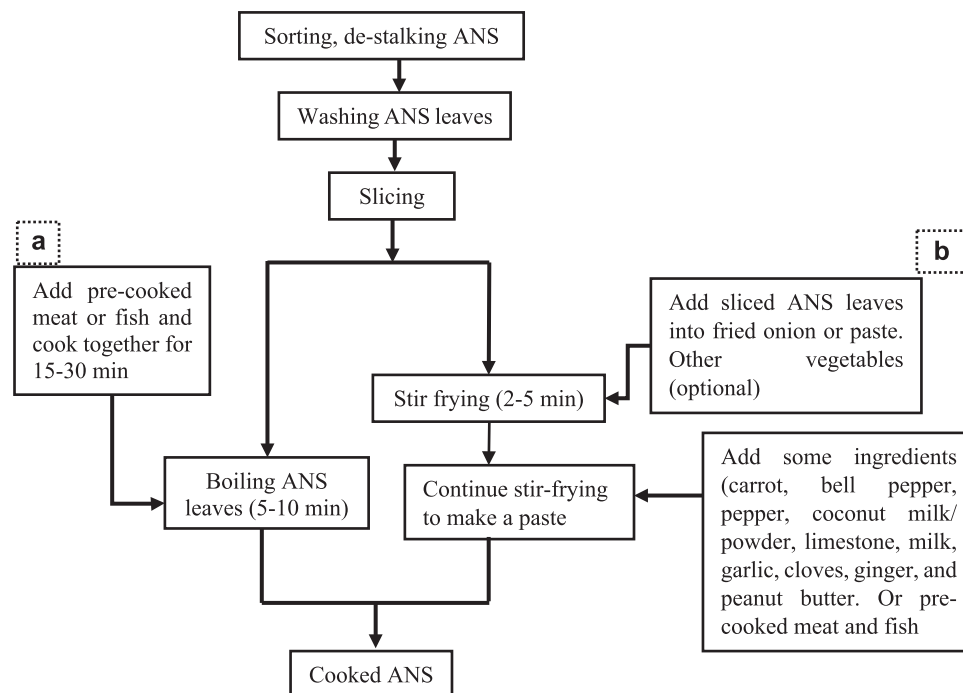 Sorting, de-stalking ANS
Washing ANS leaves
Slicing
a
Add pre-cooked
meat or fish and
cook together for
15-30 min
b
Add sliced ANS leaves
into fried onion or paste.
Other vegetables
(optional)
Stir frying (2-5 min)
Boiling ANS
leaves (5-10 min)
Continue stir-frying
to make a paste
Add some ingredients
(carrot, bell pepper,
pepper, coconut milk/
powder, limestone, milk,
garlic, cloves, ginger, and
peanut butter. Or pre-
cooked meat and fish
Cooked ANS